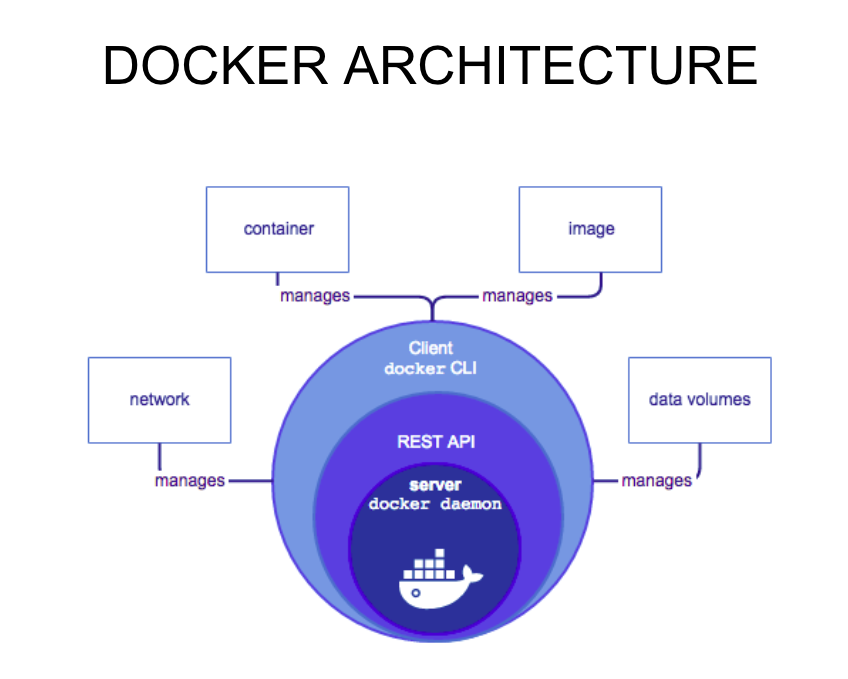 DOCKER ARCHITECTURE
container
image
manages
manages
Client
docker CLI
network
data volumes
REST API
manages
manages
server
docker daemon